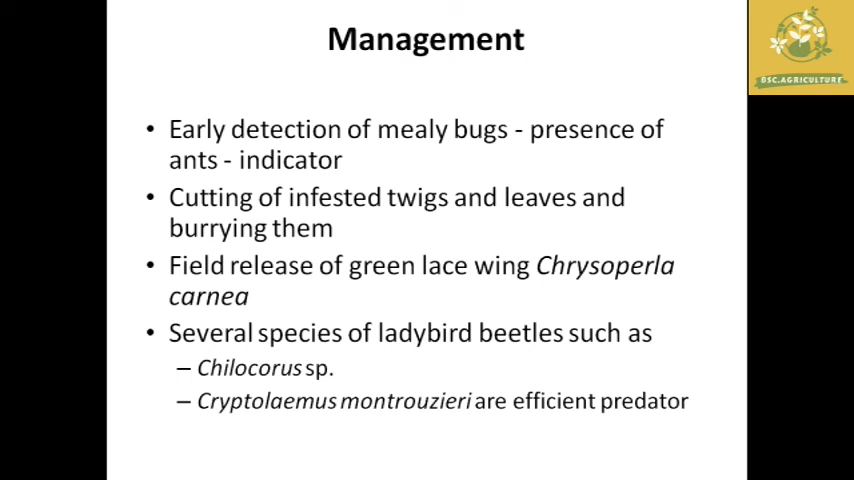 Management
BSC.AGRICULTURE
• Early detection of mealy bugs - presence of
ants - indicator
• Cutting of infested twigs and leaves and
burrying them
• Field release of green lace wing Chrysoperla
carnea
• Several species of ladybird beetles such as
– Chilocorus sp.
– Cryptolaemus montrouzieri are efficient predator